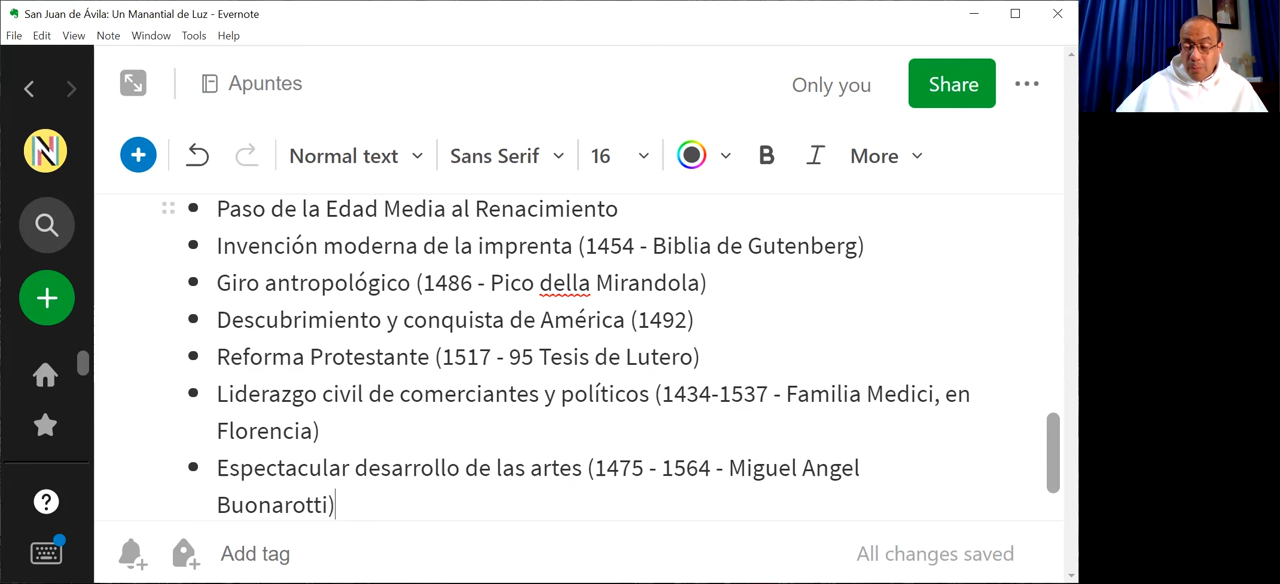 San Juan de Ávila: Un Manantial de Luz - Evernote
File Edit View Note Window Tools Help
Apuntes
Only you
Share
Normal text
Sans Serif
16
B
I
More
Paso de la Edad Media al Renacimiento
Invención moderna de la imprenta (1454 - Biblia de Gutenberg)
Giro antropológico (1486 - Pico della Mirandola)
Descubrimiento y conquista de América (1492)
Reforma Protestante (1517 - 95 Tesis de Lutero)
Liderazgo civil de comerciantes y políticos (1434-1537 - Familia Medici, en
Florencia)
Espectacular desarrollo de las artes (1475 - 1564 - Miguel Angel
Buonarotti)
Add tag
All changes saved